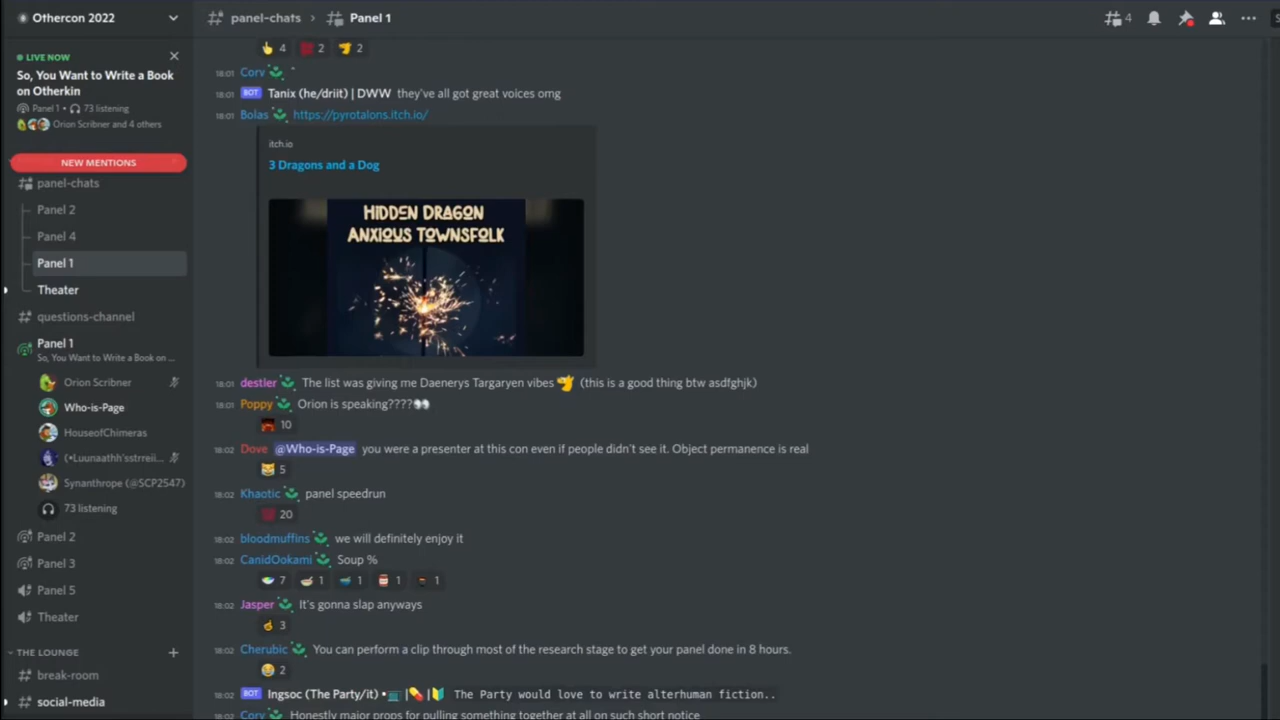 Othercon 2022
LIVE NOW
So, You Want to Write a Book
on Otherkin
Panel 1 • 73 listening
Orion Scribner and 4 others
NEW MENTIONS
panel-chats
Panel 2
Panel 4
Panel 1
Theater
questions-channel
Panel 1
So, You Want to Write a Book on ...
Orion Scribner
Who-is-Page
HouseofChimeras
(•Luunaathh'sstrreii...
Synanthrope (@SCP2547)
73 listening
Panel 2
Panel 3
Panel 5
Theater
THE LOUNGE
break-room
social-media
panel-chats › Panel 1
4
4 2 2
18:01 Corv ^
18:01 BOT Tanix (he/driit) | DWW they've all got great voices omg
18:01 Bolas https://pyrotalons.itch.io/
itch.io
3 Dragons and a Dog
HIDDEN DRAGON
ANXIOUS TOWNSFOLK
18:01 destler The list was giving me Daenerys Targaryen vibes (this is a good thing btw asdfghjk)
18:01 Poppy Orion is speaking????👀
10
18:02 Dove @Who-is-Page you were a presenter at this con even if people didn't see it. Object permanence is real
5
18:02 Khaotic panel speedrun
20
18:02 bloodmuffins we will definitely enjoy it
18:02 CanidOokami Soup %
7 1 1 1 1
18:02 Jasper It's gonna slap anyways
3
18:02 Cherubic You can perform a clip through most of the research stage to get your panel done in 8 hours.
2
18:02 BOT Ingsoc (The Party/it) •📺|💊|🔰 The Party would love to write alterhuman fiction..
18:02 Corv Honestly major props for pulling something together at all on such short notice